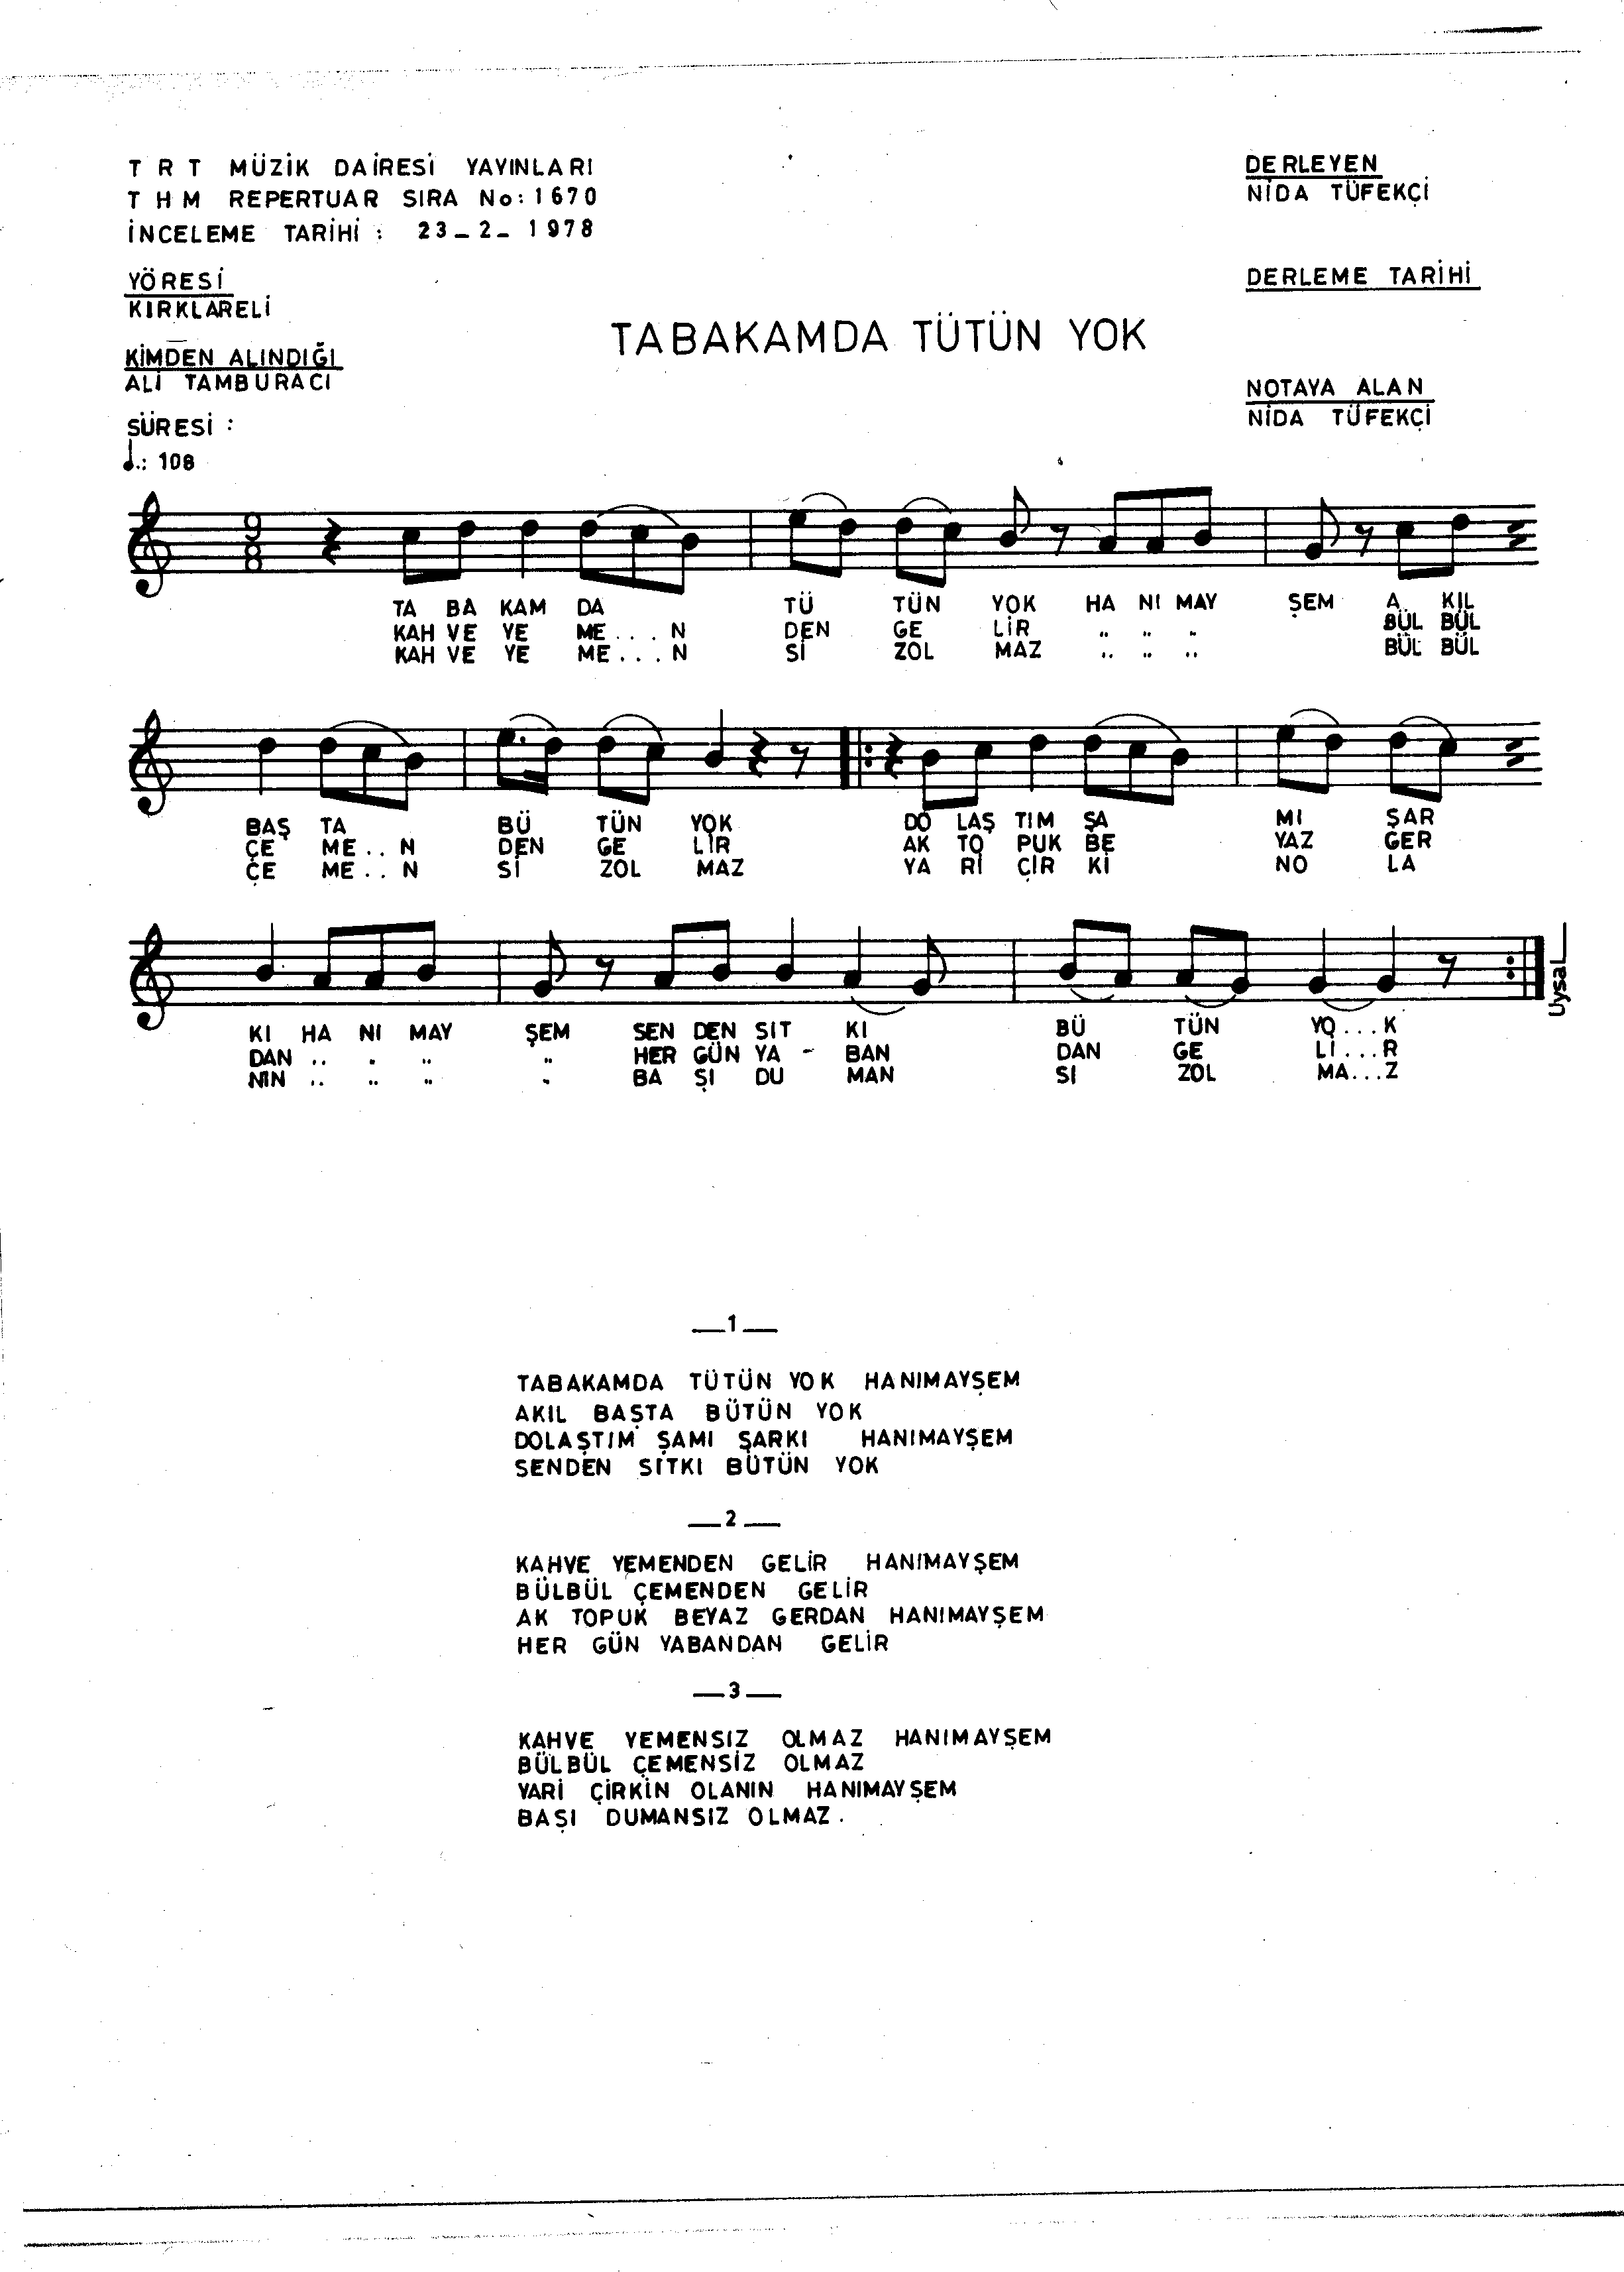 T R T MÜZİK DAİRESİ YAYINLARI
T H M REPERTUAR SIRA No: 1670
İNCELEME TARİHİ : 23_2_ 1978
YÖRESİ
KIRKLARELİ
KİMDEN ALINDIĞI
ALİ TAMBURACI
SÜRESİ :
♩.: 108
TABAKAMDA TÜTÜN YOK
DERLEYEN
NİDA TÜFEKÇİ
DERLEME TARİHİ
NOTAYA ALAN
NİDA TÜFEKÇİ
9
8
TA BA KAM DA TÜ TÜN YOK HA NI MAY ŞEM A. KIL
KAH VE YE ME... N DEN GE LİR .. .. .. BÜL BÜL
KAH VE YE ME... N Sİ ZOL MAZ .. .. .. BÜL BÜL
BAŞ TA BÜ TÜN YOK DO LAŞ TIM ŞA MI ŞAR
ÇE ME.. N DEN GE LİR AK TO PUK BE YAZ GER
ÇE ME.. N Sİ ZOL MAZ YA Rİ ÇİR Kİ NO LA
KI HA NI MAY ŞEM SEN DEN SIT KI BÜ TÜN YO...K
DAN .. . .. .. HER GÜN YA - BAN DAN GE Lİ...R
NIN .. .. .. .. BA ŞI DU MAN SI ZOL MA...Z
Uysal
__1__
TABAKAMDA TÜTÜN YOK HANIMAYŞEM
AKIL BAŞTA BÜTÜN YOK
DOLAŞTIM ŞAMI ŞARKI HANIMAYŞEM
SENDEN SITKI BÜTÜN YOK
__2__
KAHVE YEMENDEN GELİR HANIMAYŞEM
BÜLBÜL ÇEMENDEN GELİR
AK TOPUK BEYAZ GERDAN HANIMAYŞEM
HER GÜN YABANDAN GELİR
__3__
KAHVE YEMENSIZ OLMAZ HANIMAYŞEM
BÜLBÜL ÇEMENSİZ OLMAZ
YARİ ÇİRKİN OLANIN HANIMAYŞEM
BAŞI DUMANSIZ OLMAZ .